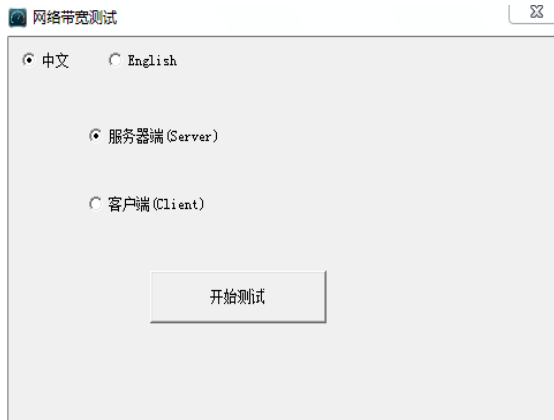 网络带宽测试
中文 English
服务器端(Server)
客户端(Client)
开始测试